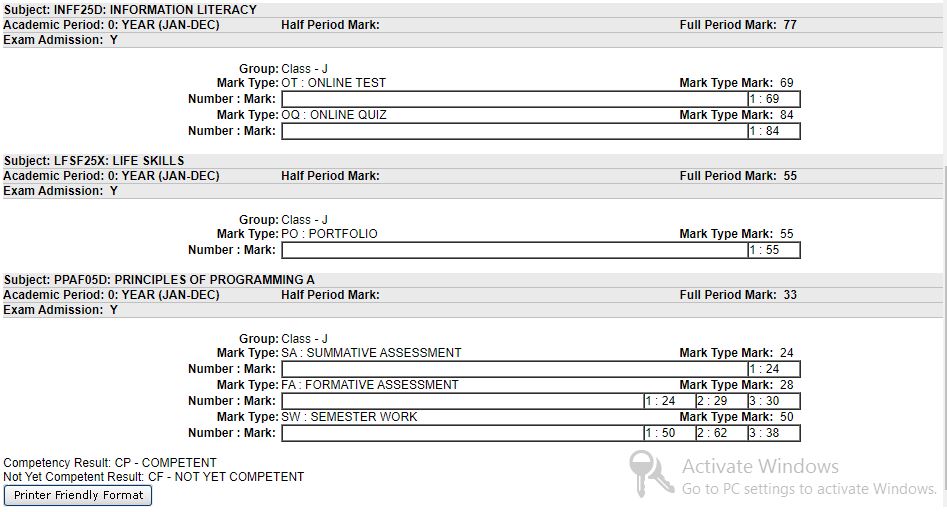 Subject: INFF25D: INFORMATION LITERACY
Academic Period: 0: YEAR (JAN-DEC) Half Period Mark: Full Period Mark: 77
Exam Admission: Y
Group: Class - J
Mark Type: OT : ONLINE TEST Mark Type Mark: 69
Number : Mark: 1 : 69
Mark Type: OQ : ONLINE QUIZ Mark Type Mark: 84
Number : Mark: 1 : 84
Subject: LFSF25X: LIFE SKILLS
Academic Period: 0: YEAR (JAN-DEC) Half Period Mark: Full Period Mark: 55
Exam Admission: Y
Group: Class - J
Mark Type: PO : PORTFOLIO Mark Type Mark: 55
Number : Mark: 1 : 55
Subject: PPAF05D: PRINCIPLES OF PROGRAMMING A
Academic Period: 0: YEAR (JAN-DEC) Half Period Mark: Full Period Mark: 33
Exam Admission: Y
Group: Class - J
Mark Type: SA : SUMMATIVE ASSESSMENT Mark Type Mark: 24
Number : Mark: 1 : 24
Mark Type: FA : FORMATIVE ASSESSMENT Mark Type Mark: 28
Number : Mark: 1 : 24 2 : 29 3 : 30
Mark Type: SW : SEMESTER WORK Mark Type Mark: 50
Number : Mark: 1 : 50 2 : 62 3 : 38
Competency Result: CP - COMPETENT
Not Yet Competent Result: CF - NOT YET COMPETENT
Printer Friendly Format
Activate Windows
Go to PC settings to activate Windows.